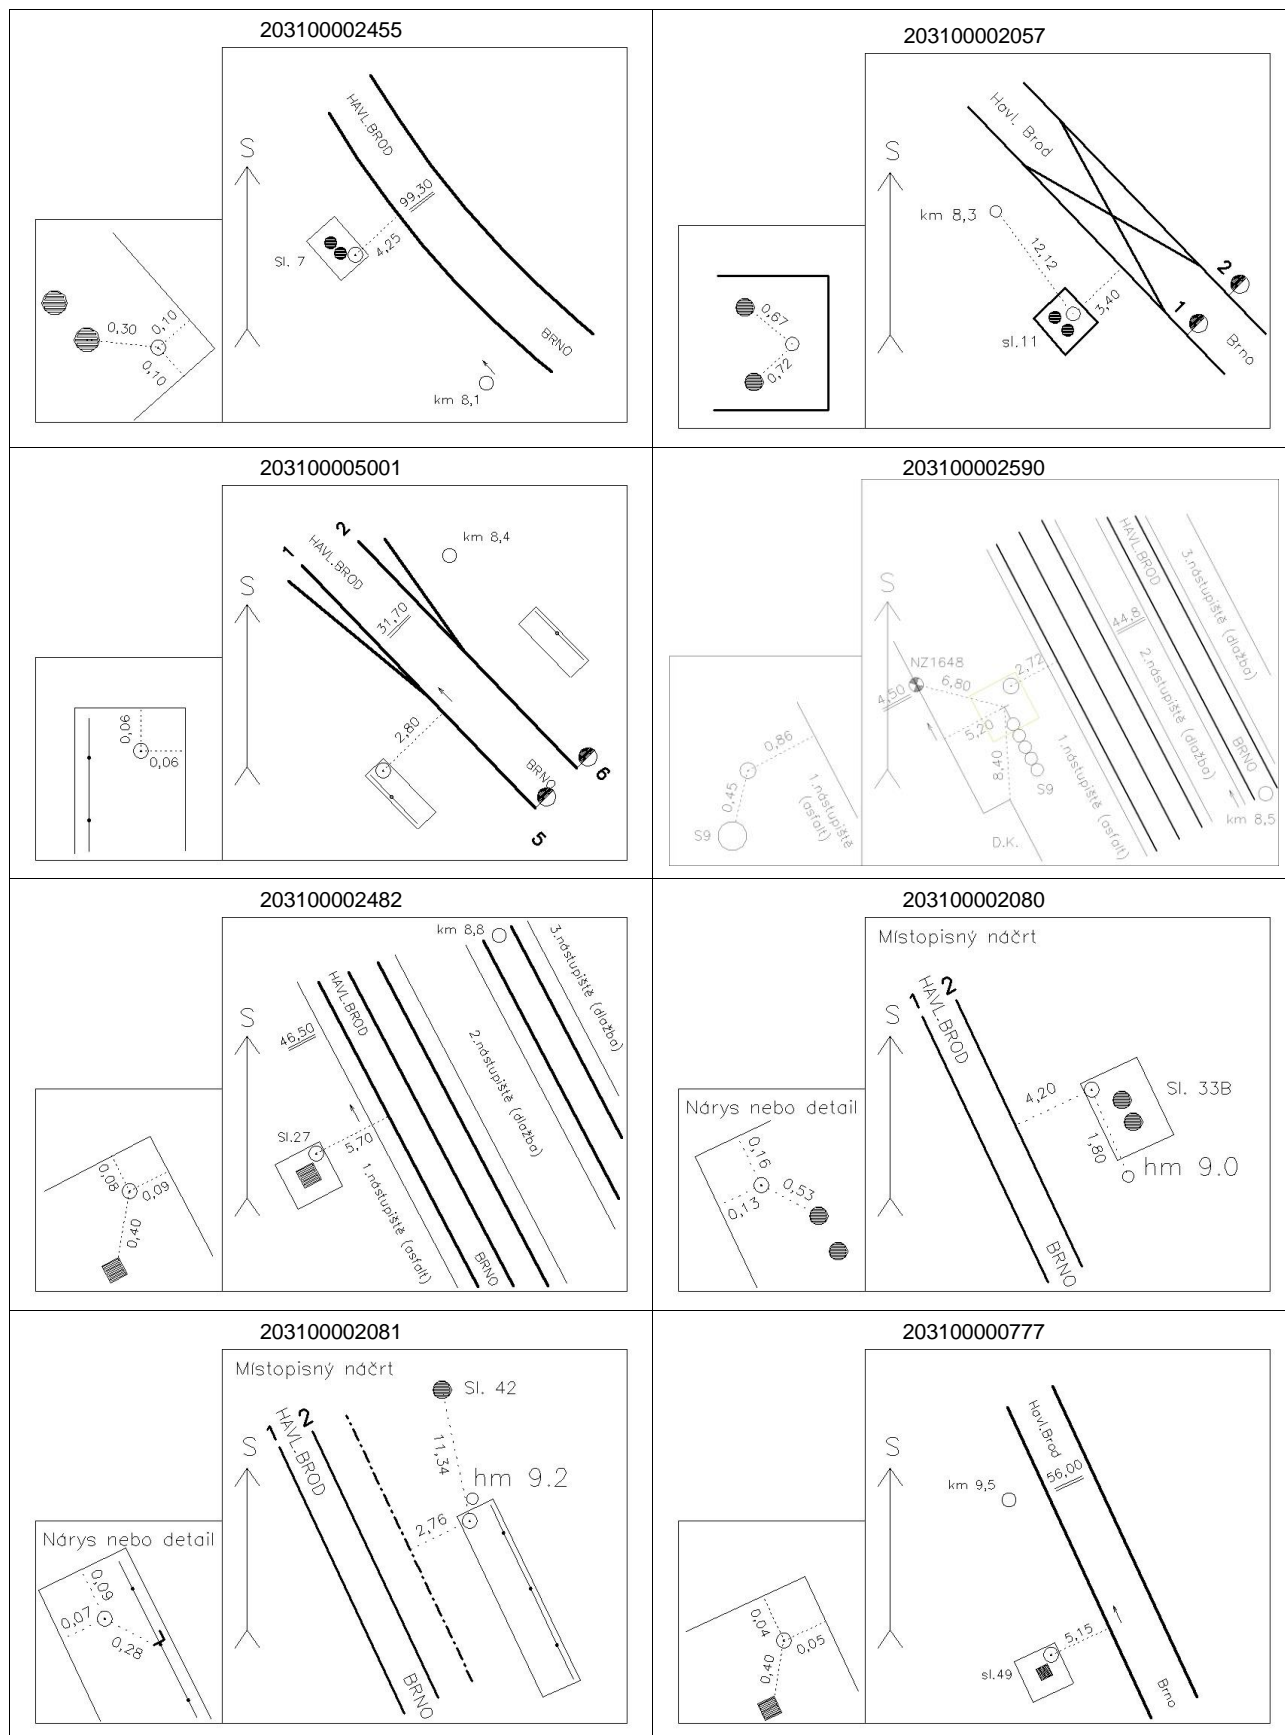 203100002455
S
HAVL.BROD
99,30
4,25
Sl. 7
BRNO
km 8,1
0,30
0,10
0,10
203100002057
Havl. Brod
S
km 8,3
12,12
3,40
2
1
sl.11
Brno
0,67
0,72
203100005001
2
1
HAVL.BROD
km 8,4
S
31,70
2,80
BRNO
6
5
0,06
0,06
203100002590
HAVL.BROD
3.nástupiště (dlažba)
S
44,8
2.nástupiště (dlažba)
NZ1648
2,72
6,80
4,50
5,20
8,40
1.nástupiště (asfalt)
BRNO
S9
km 8,5
D.K.
0,86
0,45
S9
1.nástupiště
(asfalt)
203100002482
km 8,8
3.nástupiště (dlažba)
HAVL.BROD
S
46,50
2.nástupiště (dlažba)
Sl.27
5,70
1.nástupiště (asfalt)
BRNO
0,08
0,09
0,40
203100002080
Místopisný náčrt
1 2
HAVL.BROD
S
4,20
Sl. 33B
1,80
hm 9.0
BRNO
Nárys nebo detail
0,16
0,13
0,53
203100002081
Místopisný náčrt
Sl. 42
1 2
HAVL.BROD
S
11,34
hm 9.2
2,76
BRNO
Nárys nebo detail
0,09
0,07
0,28
203100000777
Havl.Brod
S
56,00
km 9,5
5,15
sl.49
Brno
0,04
0,05
0,40